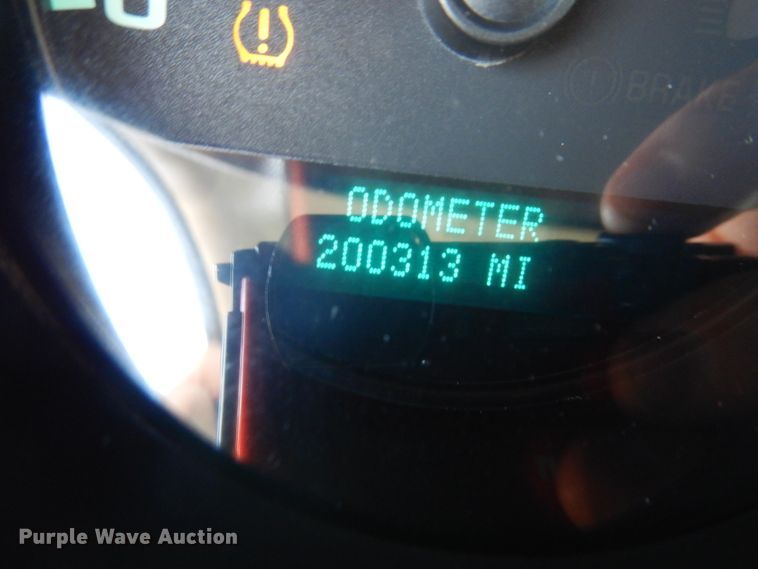 BRAKE
ODOMETER
200313 MI
Purple Wave Auction